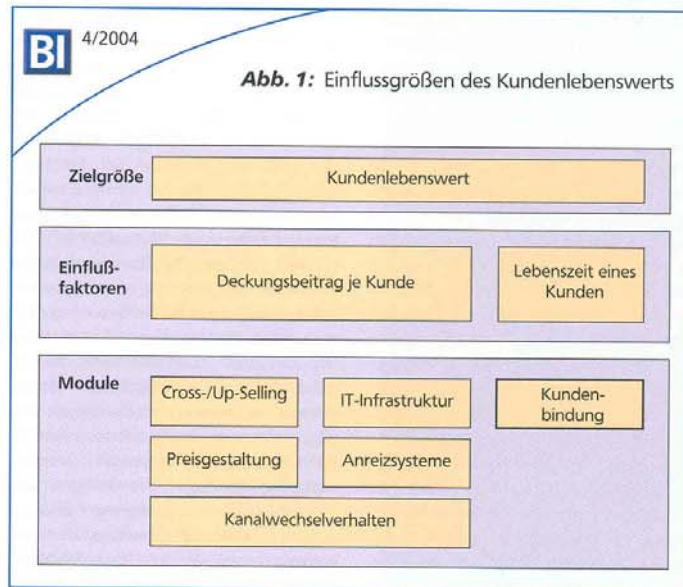 BI 4/2004
Abb. 1: Einflussgrößen des Kundenlebenswerts
Zielgröße
Kundenlebenswert
Einfluß-
faktoren
Deckungsbeitrag je Kunde
Lebenszeit eines
Kunden
Module
Cross-/Up-Selling
IT-Infrastruktur
Kunden-
bindung
Preisgestaltung
Anreizsysteme
Kanalwechselverhalten